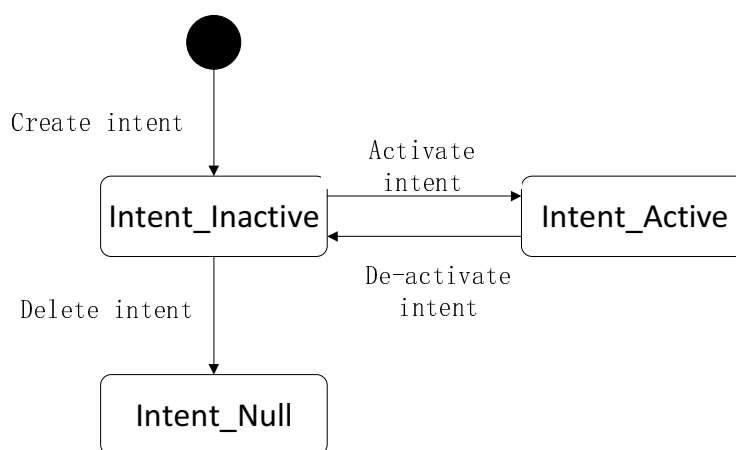 Create intent
Activate
intent
Intent_Inactive
Intent_Active
De-activate
intent
Delete intent
Intent_Null